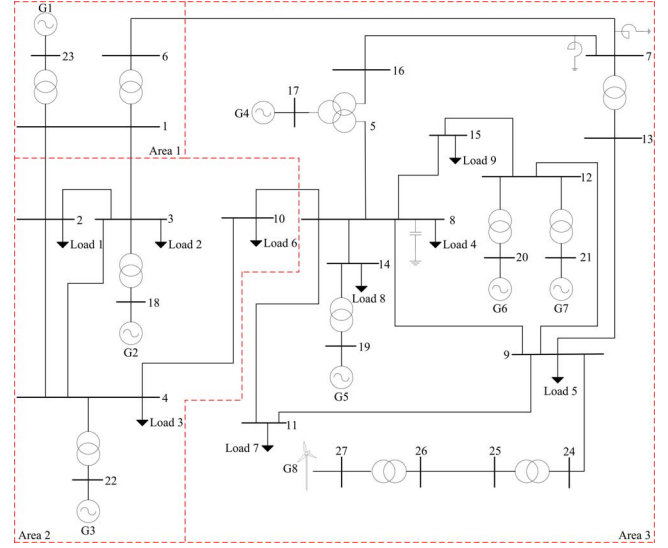 G1
23
6
7
16
17
G4
5
15
Load 9
13
1
Area 1
12
2
3
10
8
Load 1
Load 2
Load 6
Load 4
14
20
21
Load 8
18
G6
G7
G2
19
9
G5
Load 5
4
Load 3
11
Load 7
G8
27
26
25
24
22
G3
Area 2
Area 3